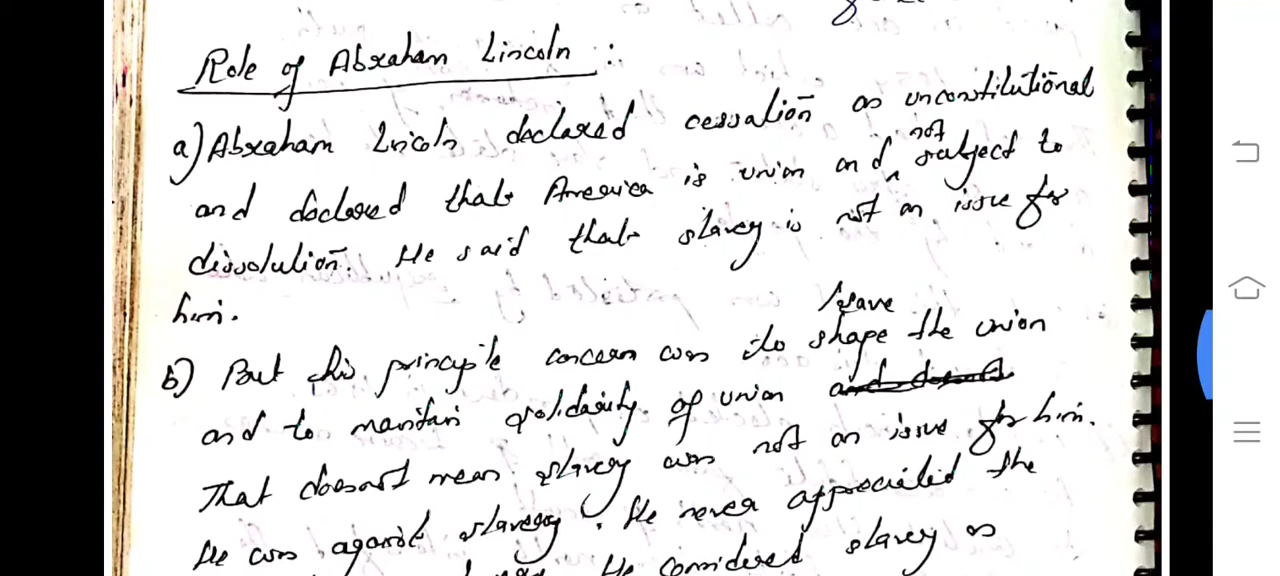 Role of Abraham Lincoln :
a) Abraham Lincoln declared cessation as unconstitutional
and declared that America is union and not subject to
dissolution. He said that slavey is not an issue for
him.
b) But his principle concern was to shape /save the union
and to maintain solidarity of union
That doesn't mean slavery was not an issue for him.
He was against slavery. He never appreciated the
He considered slavery as